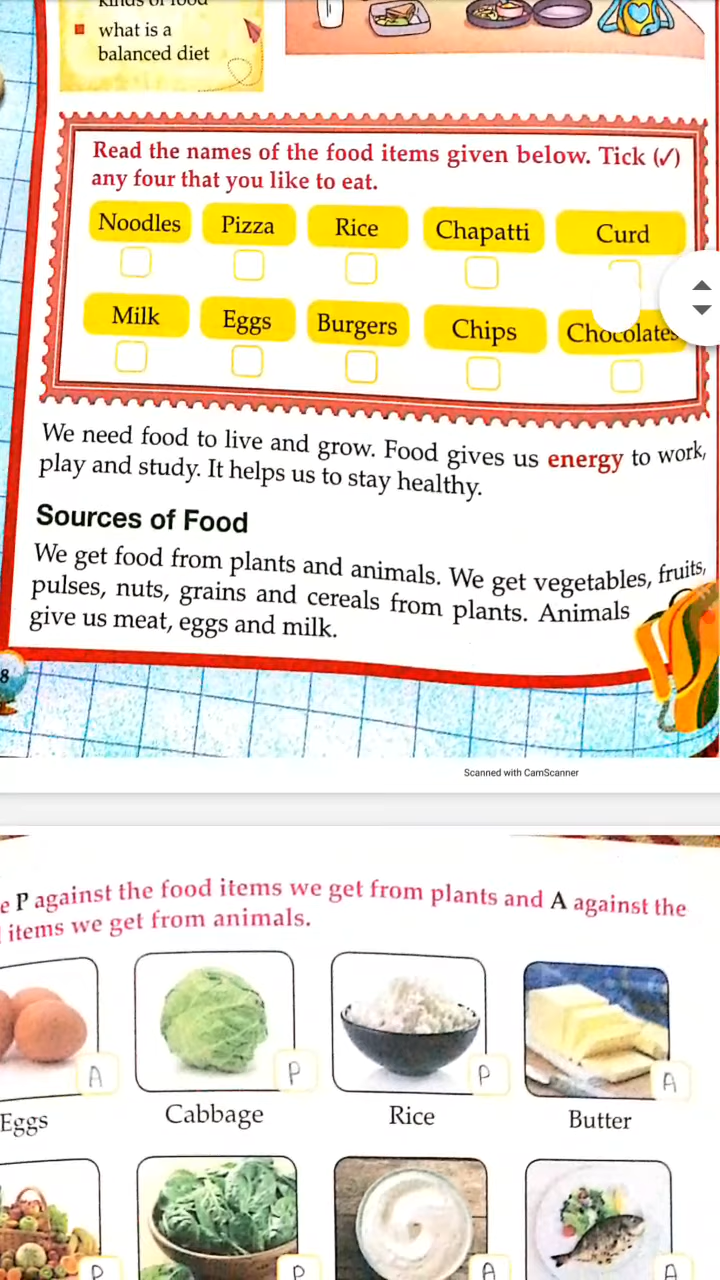 what is a
balanced diet
Read the names of the food items given below. Tick (✓)
any four that you like to eat.
Noodles Pizza Rice Chapatti Curd
Milk Eggs Burgers Chips Chocolates
We need food to live and grow. Food gives us energy to work,
play and study. It helps us to stay healthy.
Sources of Food
We get food from plants and animals. We get vegetables, fruits,
pulses, nuts, grains and cereals from plants. Animals
give us meat, eggs and milk.
8
Scanned with CamScanner
P against the food items we get from plants and A against the
items we get from animals.
A P P A
Eggs Cabbage Rice Butter
P P A A